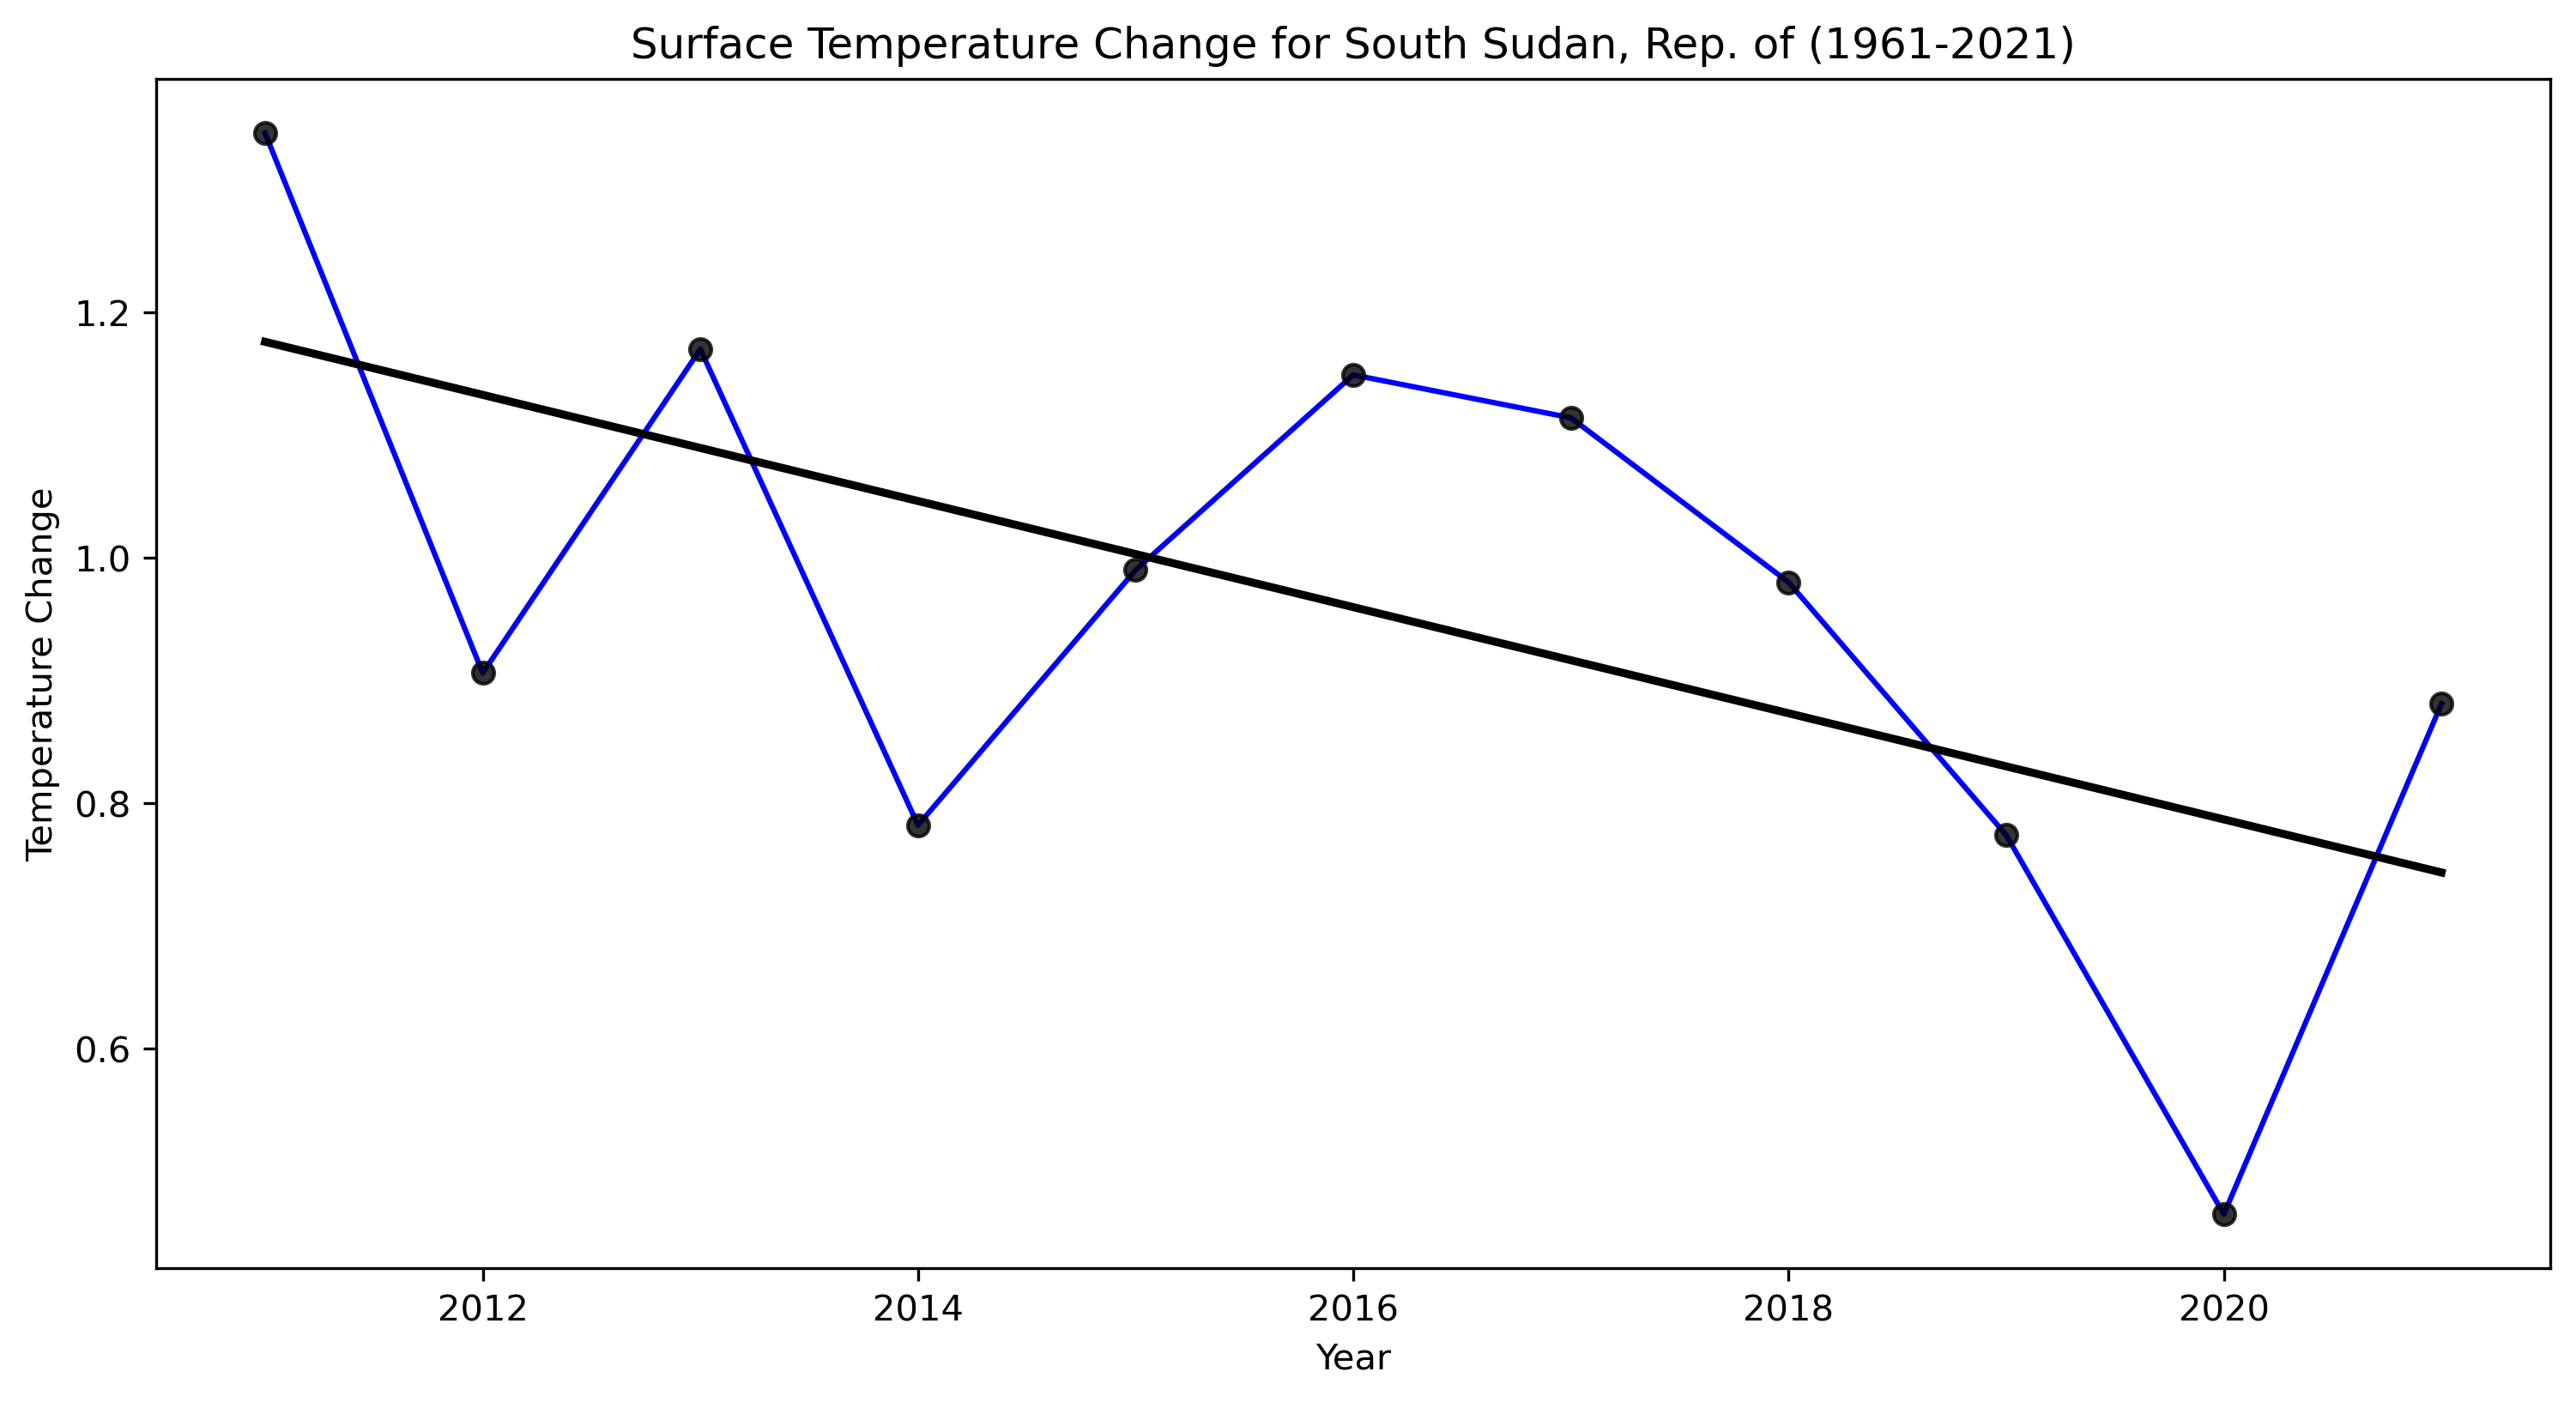 Surface Temperature Change for South Sudan, Rep. of (1961-2021)
1.2
1.0
0.8
0.6
Temperature Change
2012 2014 2016 2018 2020
Year